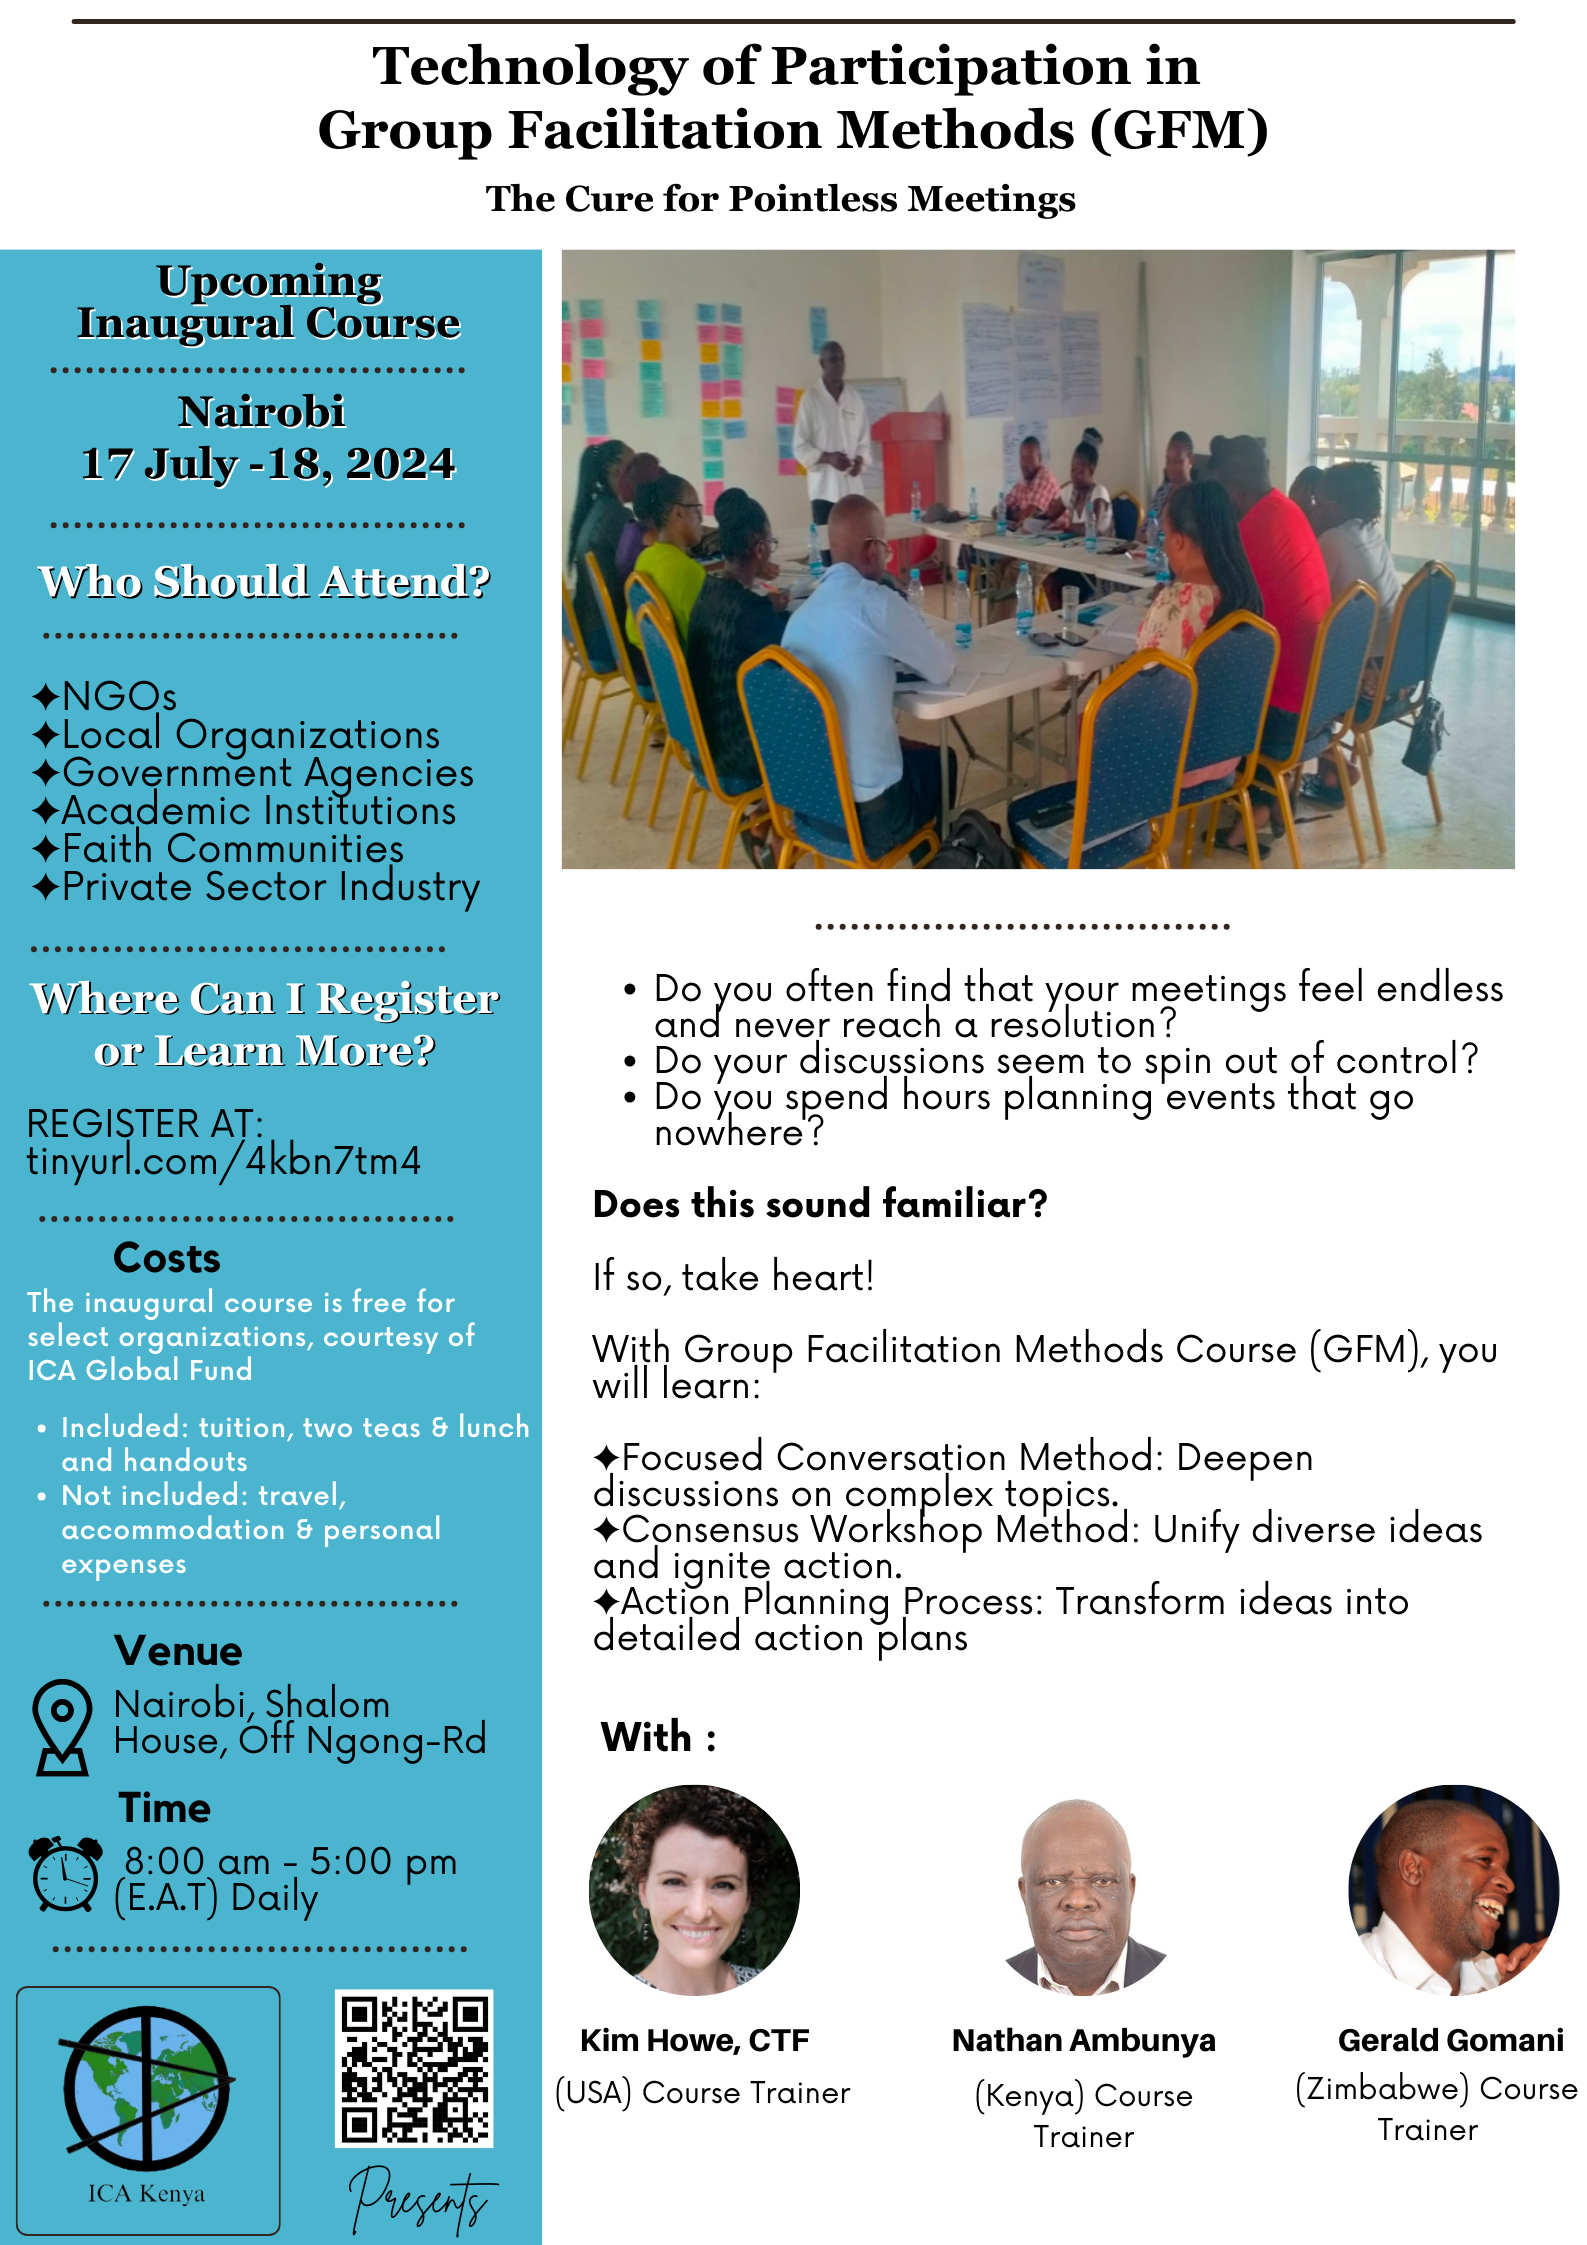 Technology of Participation in
Group Facilitation Methods (GFM)
The Cure for Pointless Meetings
Upcoming
Inaugural Course
Nairobi
17 July -18, 2024
Who Should Attend?
✦NGOs
✦Local Organizations
✦Government Agencies
✦Academic Institutions
✦Faith Communities
✦Private Sector Industry
Where Can I Register
or Learn More?
REGISTER AT:
tinyurl.com/4kbn7tm4
Costs
The inaugural course is free for
select organizations, courtesy of
ICA Global Fund
• Included: tuition, two teas & lunch
and handouts
• Not included: travel,
accommodation & personal
expenses
Venue
Nairobi, Shalom
House, Off Ngong-Rd
Time
8:00 am - 5:00 pm
(E.A.T) Daily
ICA Kenya
Presents
• Do you often find that your meetings feel endless
and never reach a resolution?
• Do your discussions seem to spin out of control?
• Do you spend hours planning events that go
nowhere?
Does this sound familiar?
If so, take heart!
With Group Facilitation Methods Course (GFM), you
will learn:
✦Focused Conversation Method: Deepen
discussions on complex topics.
✦Consensus Workshop Method: Unify diverse ideas
and ignite action.
✦Action Planning Process: Transform ideas into
detailed action plans
With :
Kim Howe, CTF
(USA) Course Trainer
Nathan Ambunya
(Kenya) Course
Trainer
Gerald Gomani
(Zimbabwe) Course
Trainer